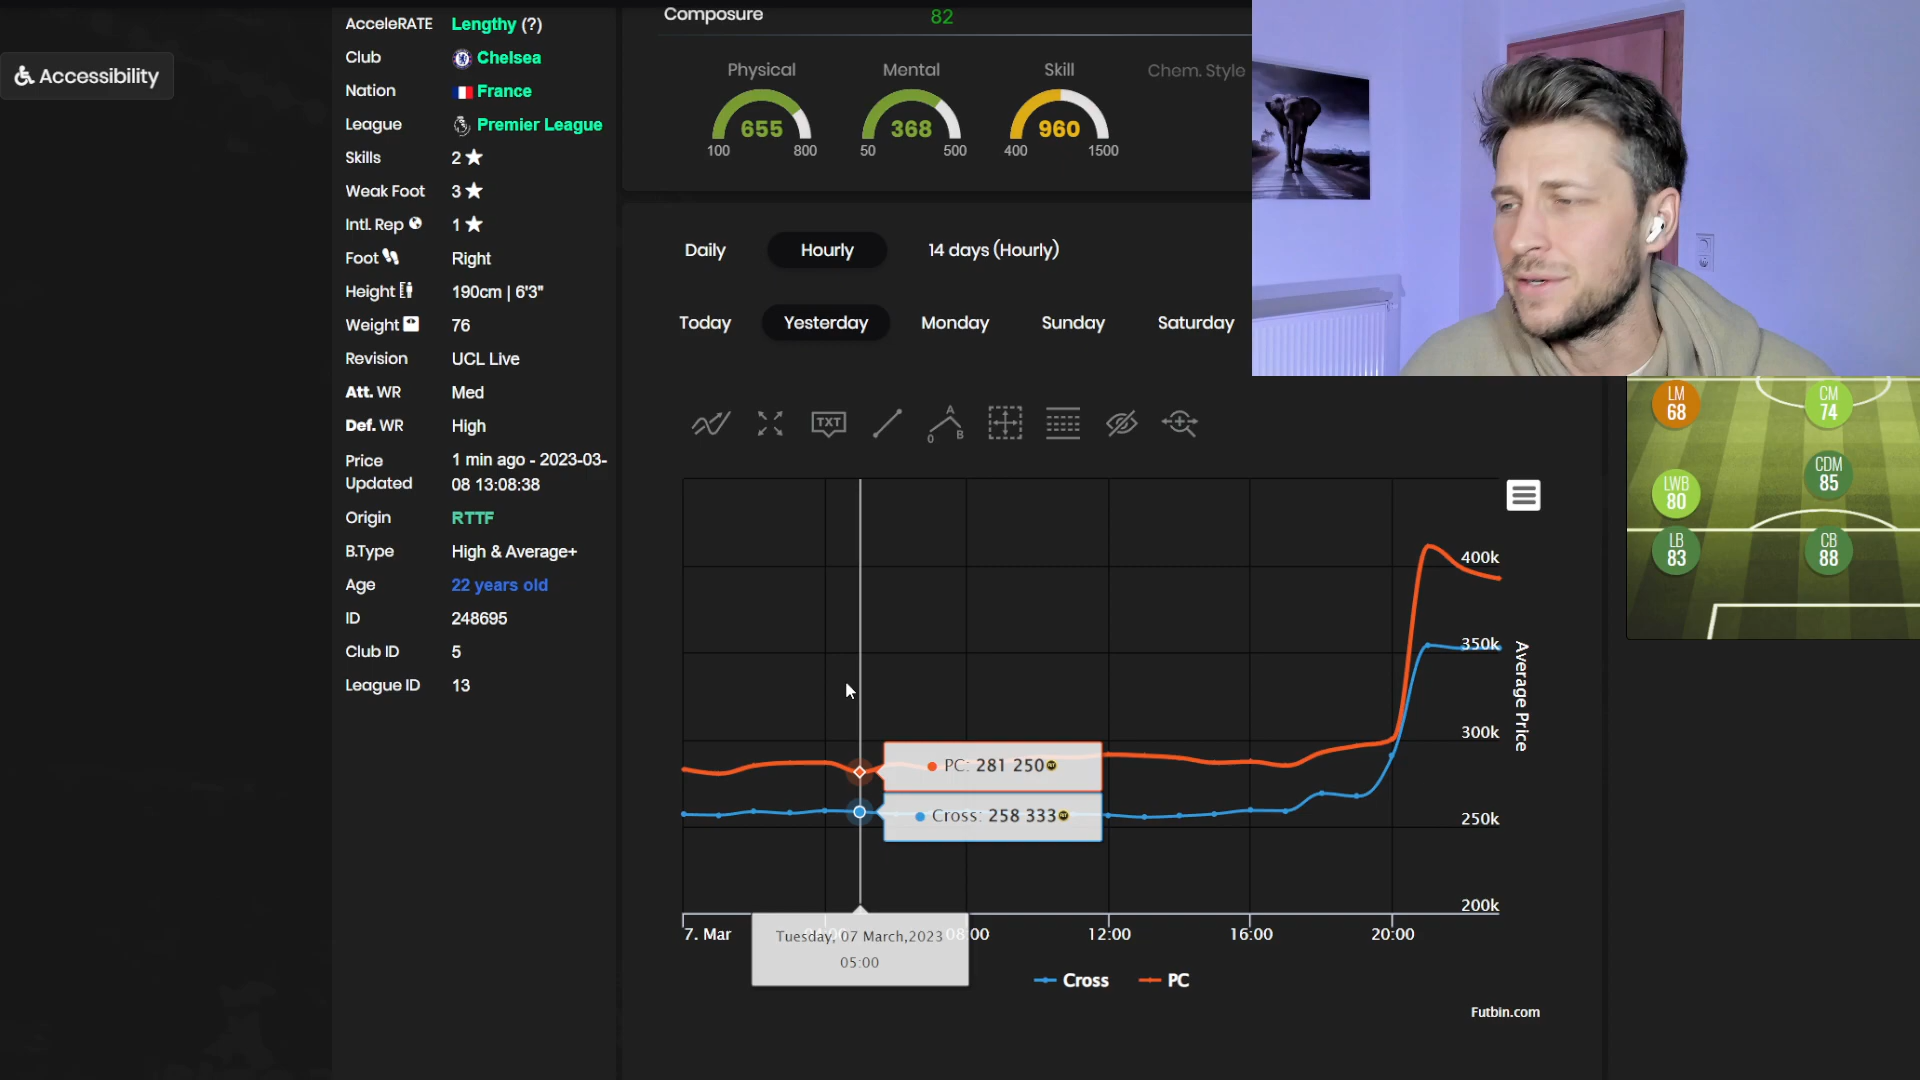 Accessibility
AcceleRATE Lengthy (?)
Club Chelsea
Nation France
League Premier League
Skills 2
Weak Foot 3
Intl. Rep 1
Foot Right
Height 190cm | 6'3"
Weight 76
Revision UCL Live
Att. WR Med
Def. WR High
Price Updated 1 min ago - 2023-03-
08 13:08:38
Origin RTTF
B.Type High & Average+
Age 22 years old
ID 248695
Club ID 5
League ID 13
Composure 82
Physical Mental Skill Chem. Style
655 368 960
100 800 50 500 400 1500
Daily Hourly 14 days (Hourly)
Today Yesterday Monday Sunday Saturday
TXT
A
0 B
400k
350k
300k
250k
200k
Average Price
PC: 281 250
Cross: 258 333
7. Mar 08:00 12:00 16:00 20:00
Tuesday, 07 March,2023
05:00
Cross PC
Futbin.com
LM
68
CM
74
CDM
85
LWB
80
LB
83
CB
88